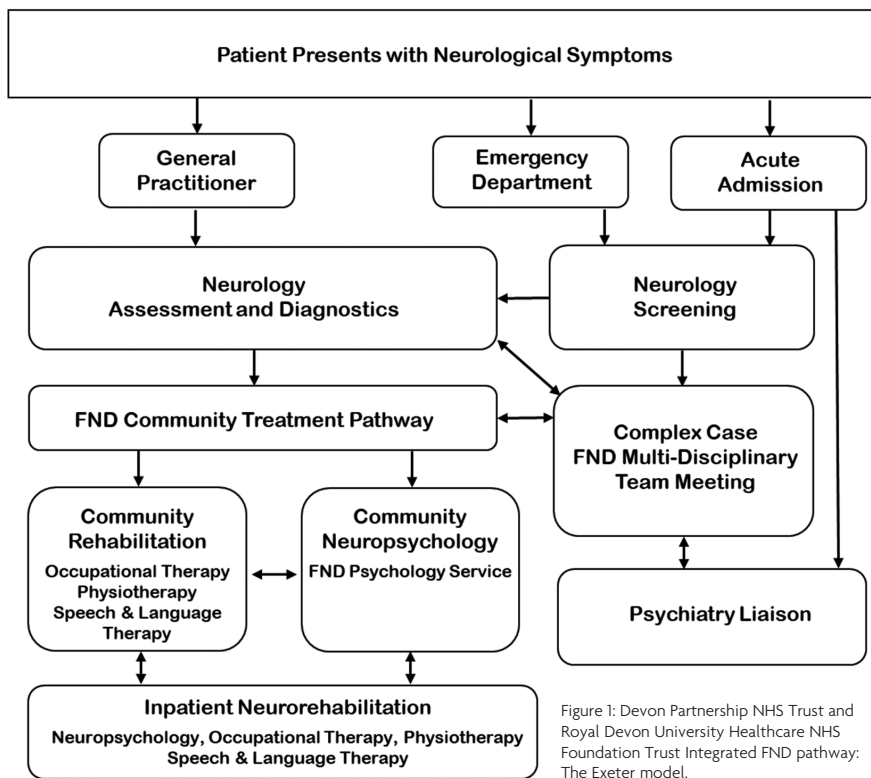 Patient Presents with Neurological Symptoms
General
Practitioner
Emergency
Department
Acute
Admission
Neurology
Assessment and Diagnostics
Neurology
Screening
FND Community Treatment Pathway
Complex Case
FND Multi-Disciplinary
Team Meeting
Community
Rehabilitation
Occupational Therapy
Physiotherapy
Speech & Language
Therapy
Community
Neuropsychology
FND Psychology Service
Psychiatry Liaison
Inpatient Neurorehabilitation
Neuropsychology, Occupational Therapy, Physiotherapy
Speech & Language Therapy
Figure 1: Devon Partnership NHS Trust and
Royal Devon University Healthcare NHS
Foundation Trust Integrated FND pathway:
The Exeter model.